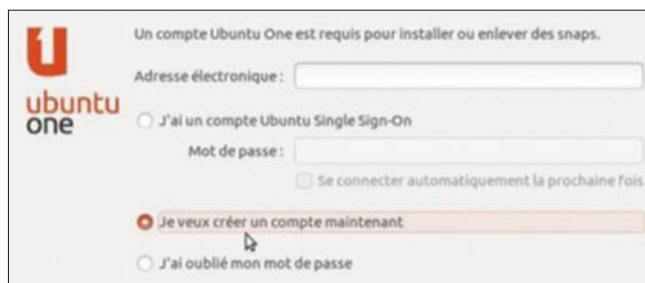 Un compte Ubuntu One est requis pour installer ou enlever des snaps.
Adresse électronique :
ubuntu
one
J'ai un compte Ubuntu Single Sign-On
Mot de passe :
Se connecter automatiquement la prochaine fois
Je veux créer un compte maintenant
J'ai oublié mon mot de passe